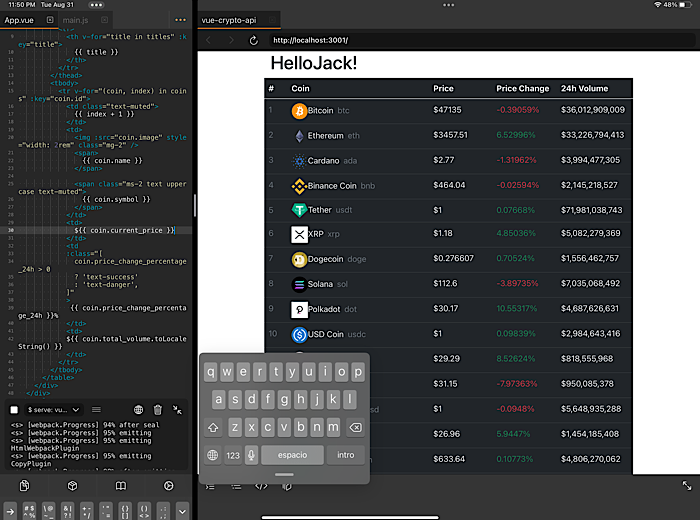 11:50 PM Tue Aug 31
48%
App.vue
main.js
vue-crypto-api
http://localhost:3001/
<th v-for="title in titles" :k
ey="title">
{{ title }}
</th>
</tr>
</thead>
<tbody>
<tr v-for="(coin, index) in coin
s" :key="coin.id">
<td class="text-muted">
{{ index + 1 }}
</td>
<td>
<img :src="coin.image" style
="width: 2rem" class="mg-2" />
<span>
{{ coin.name }}
</span>
<span class="ms-2 text upper
case text-muted">
{{ coin.symbol }}
</span>
</td>
<td>
${{ coin.current_price }}
</td>
<td
:class="[
coin.price_change_percentage
_24h > 0
? 'text-success'
: 'text-danger',
]"
>
{{ coin.price_change_percenta
ge_24h }}%
</td>
<td>
${{ coin.total_volume.toLocale
String() }}
</td>
</tr>
</tbody>
</table>
</div>
</div>
$ serve: vu...
<s> [webpack.Progress] 94% after seal
<s> [webpack.Progress] 95% emitting
<s> [webpack.Progress] 95% emitting
HtmlWebpackPlugin
<s> [webpack.Progress] 95% emitting
CopyPlugin
HelloJack!
# Coin Price Price Change 24h Volume
1 Bitcoin btc $47135 -0.39059% $36,012,909,009
2 Ethereum eth $3457.51 6.52996% $33,226,794,413
3 Cardano ada $2.77 -1.31962% $3,994,477,305
4 Binance Coin bnb $464.04 -0.02594% $2,145,218,527
5 Tether usdt $1 0.07668% $71,981,038,743
6 XRP xrp $1.18 4.85036% $5,082,279,369
7 Dogecoin doge $0.276607 0.70524% $1,556,462,757
8 Solana sol $112.6 -3.89735% $7,035,068,492
9 Polkadot dot $30.17 10.55317% $4,687,626,631
10 USD Coin usdc $1 0.09839% $2,984,643,416
$29.29 8.52624% $818,555,968
$31.15 -7.97363% $950,085,378
sd $1 -0.0948% $5,648,935,288
$26.96 5.9447% $1,454,185,408
$633.64 0.10773% $4,806,270,062
q w e r t y u i o p
a s d f g h j k l
z x c v b n m
123 espacio intro